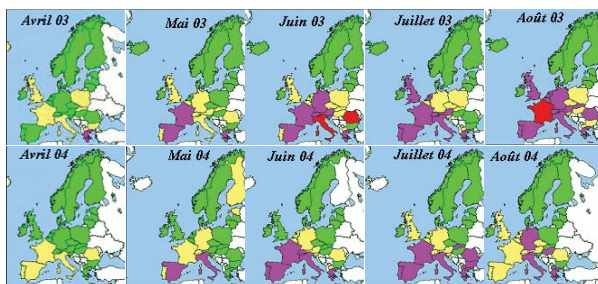 Avril 03
Mai 03
Juin 03
Juillet 03
Août 03
Avril 04
Mai 04
Juin 04
Juillet 04
Août 04